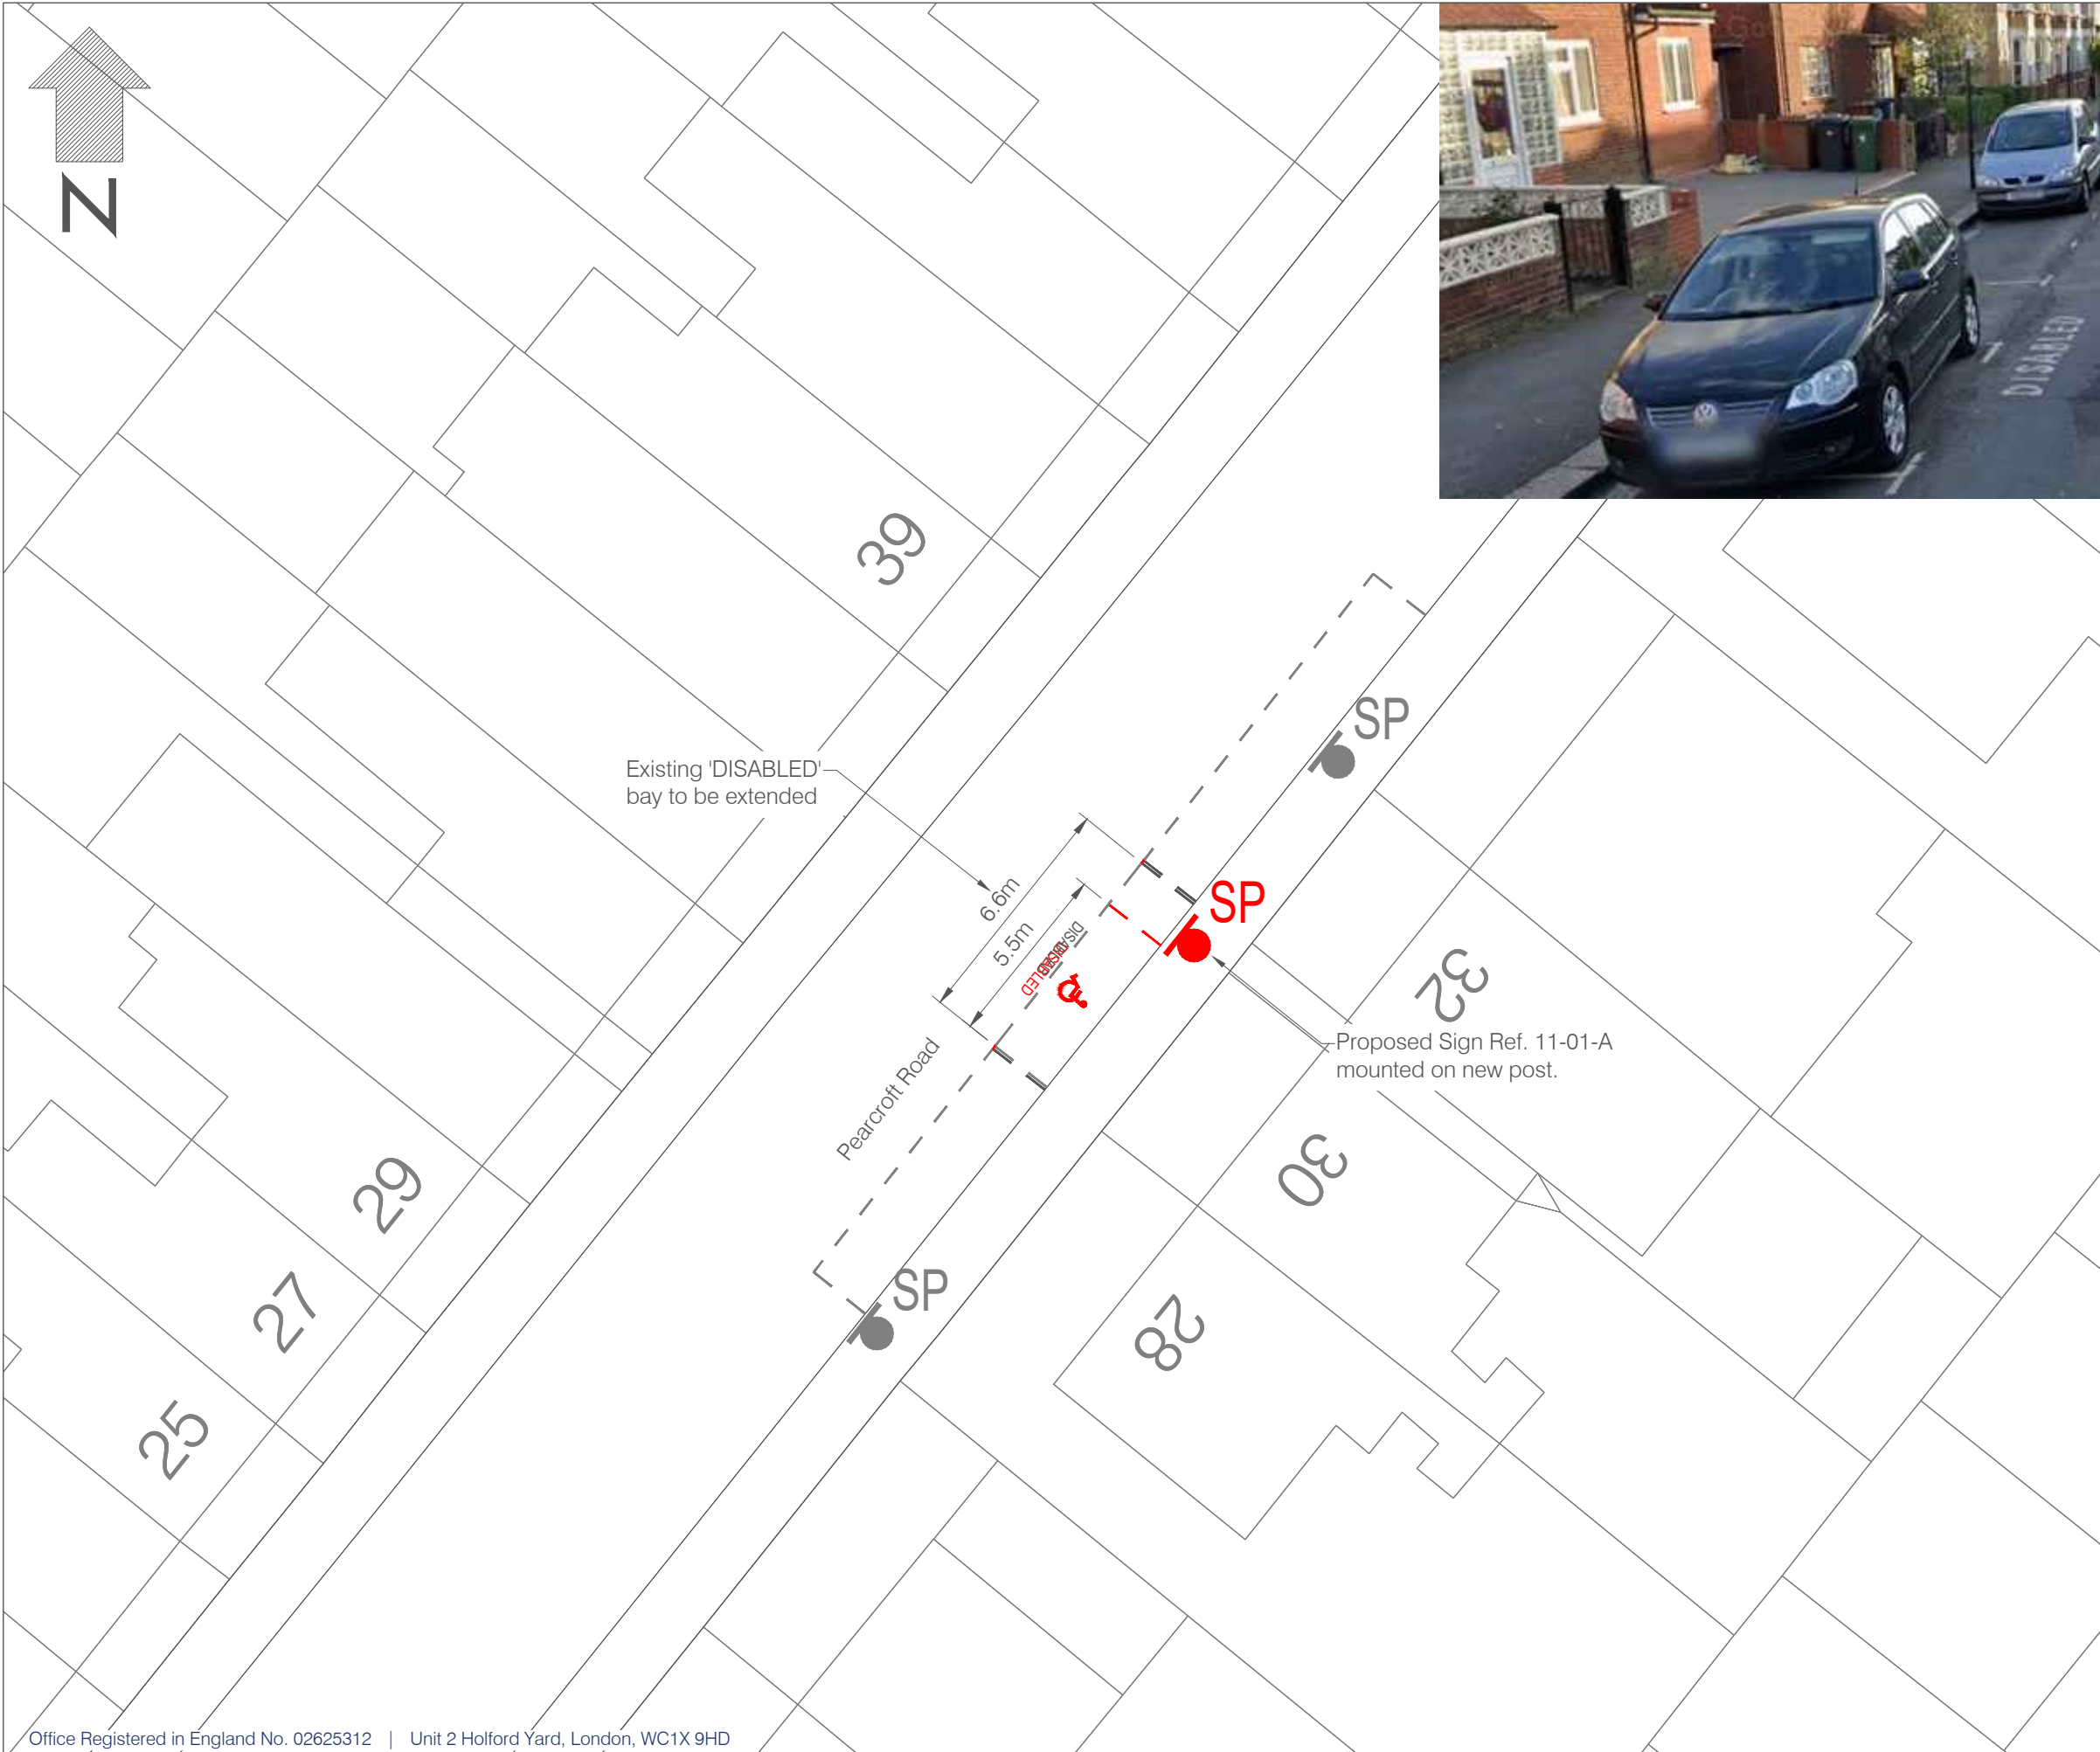 N
DISABLED
39
SP
Existing 'DISABLED'
bay to be extended
6.6m
5.5m
DISABLED
DISABLED
SP
32
Proposed Sign Ref. 11-01-A
mounted on new post.
Pearcroft Road
30
29
28
27
SP
25
Office Registered in England No. 02625312 | Unit 2 Holford Yard, London, WC1X 9HD